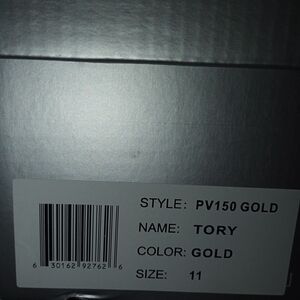 STYLE: PV150 GOLD
NAME: TORY
COLOR: GOLD
SIZE: 11
6 30162 92762 6